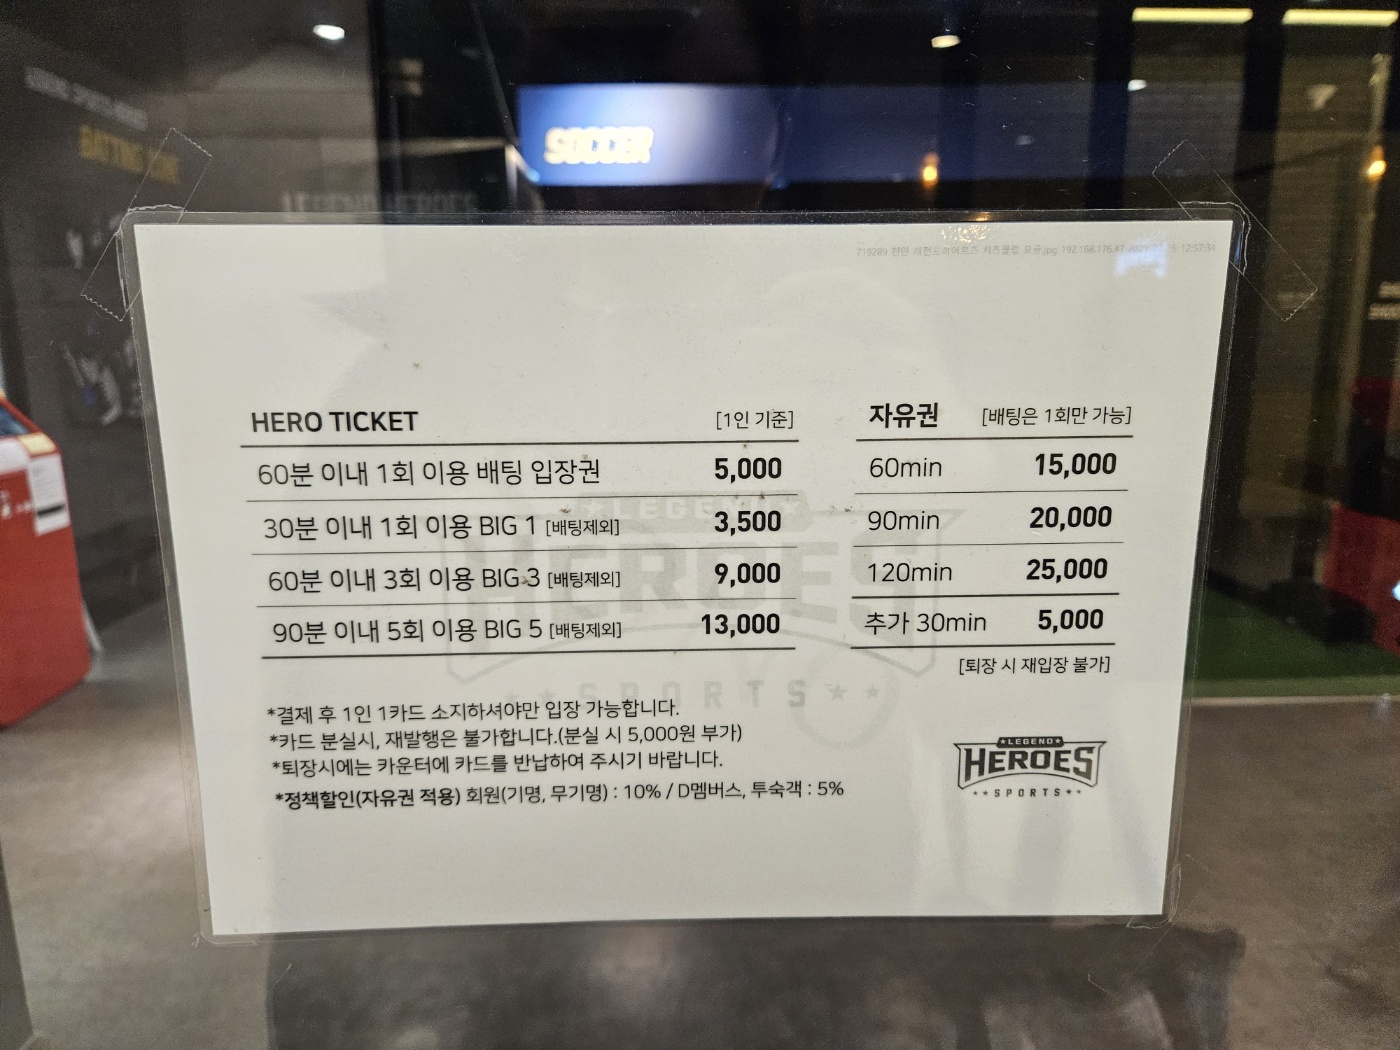 SOCCER
LEGEND HEROES
HERO TICKET [1인 기준]
60분 이내 1회 이용 배팅 입장권 5,000
30분 이내 1회 이용 BIG 1 [배팅제외] 3,500
60분 이내 3회 이용 BIG 3 [배팅제외] 9,000
90분 이내 5회 이용 BIG 5 [배팅제외] 13,000
자유권 [배팅은 1회만 가능]
60min 15,000
90min 20,000
120min 25,000
추가 30min 5,000
[퇴장 시 재입장 불가]
*결제 후 1인 1카드 소지하셔야만 입장 가능합니다.
*카드 분실시, 재발행은 불가합니다.(분실 시 5,000원 부가)
*퇴장시에는 카운터에 카드를 반납하여 주시기 바랍니다.
*정책할인(자유권 적용) 회원(기명, 무기명) : 10% / D멤버스, 투숙객 : 5%
LEGEND
HEROES
SPORTS
LEGEND
HEROES
SPORTS